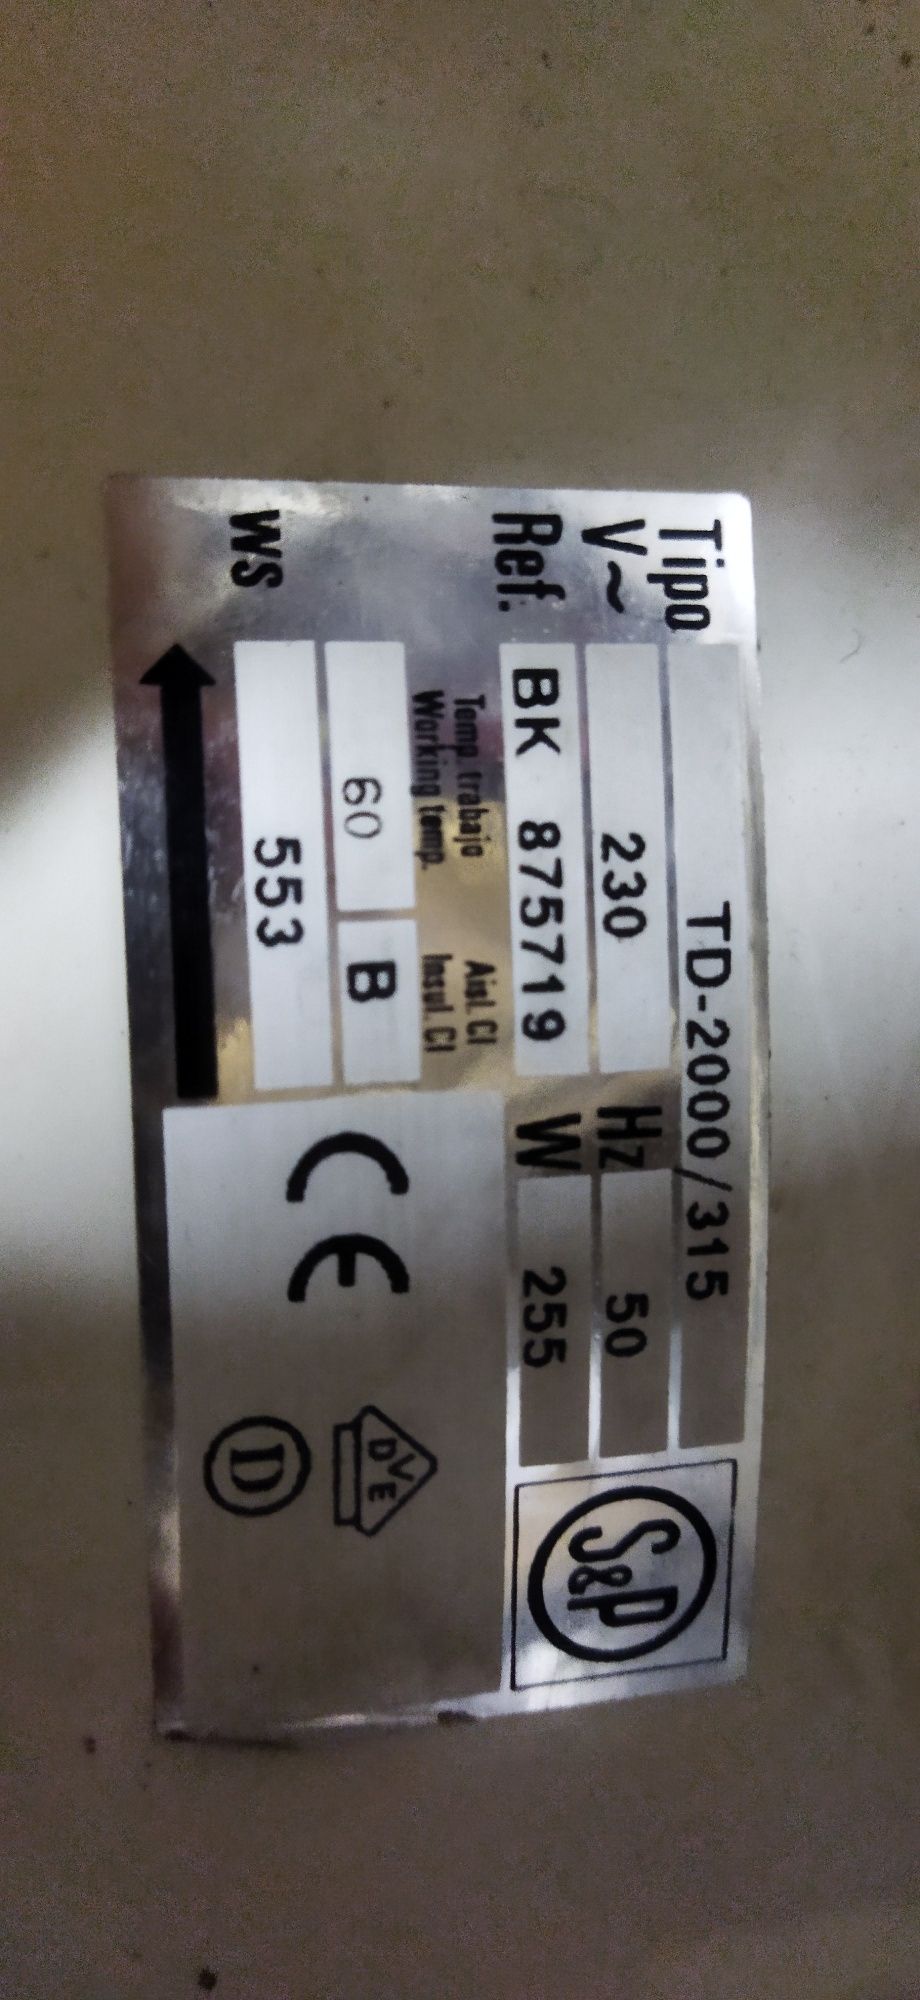 Tipo TD-2000/315
V~ 230 Hz 50
Ref. BK 875719 W 255
S&P
Temp. trabajo Aisl. Cl
Working temp. Insul. Cl
60 B
WS 553
CE
DVE
D